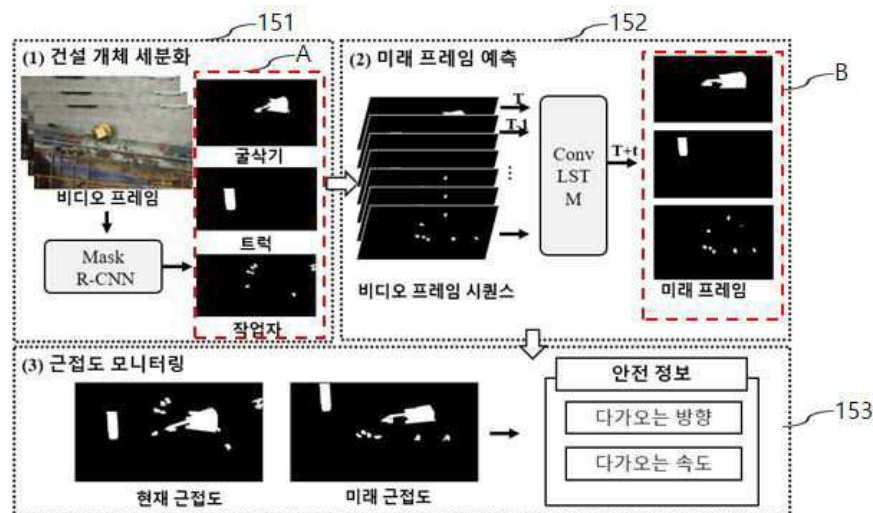 151
152
(1) 건설 개체 세분화
A
(2) 미래 프레임 예측
B
T
T-1
⋮
Conv
LST
M
T+t
굴삭기
비디오 프레임
트럭
Mask
R-CNN
작업자
비디오 프레임 시퀀스
미래 프레임
(3) 근접도 모니터링
안전 정보
다가오는 방향
다가오는 속도
153
현재 근접도
미래 근접도